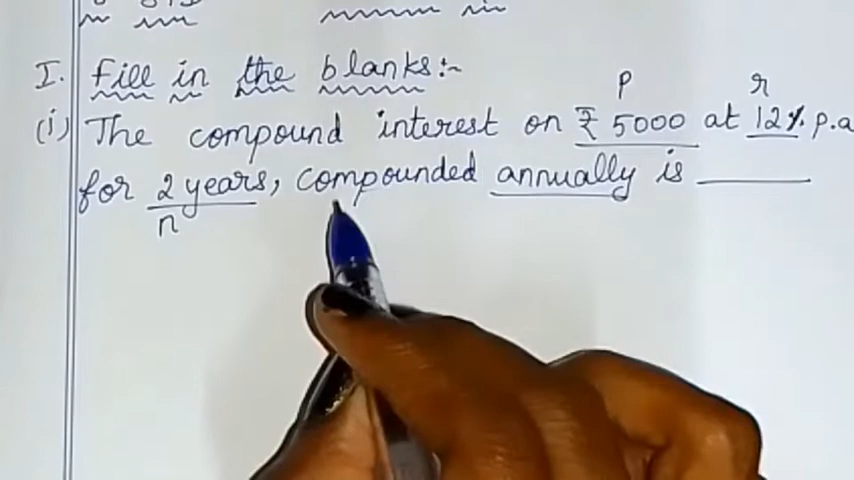 I. Fill in the blanks:-
P r
(i) The compound interest on ₹ 5000 at 12% p.a
for 2 years, compounded annually is ______
n